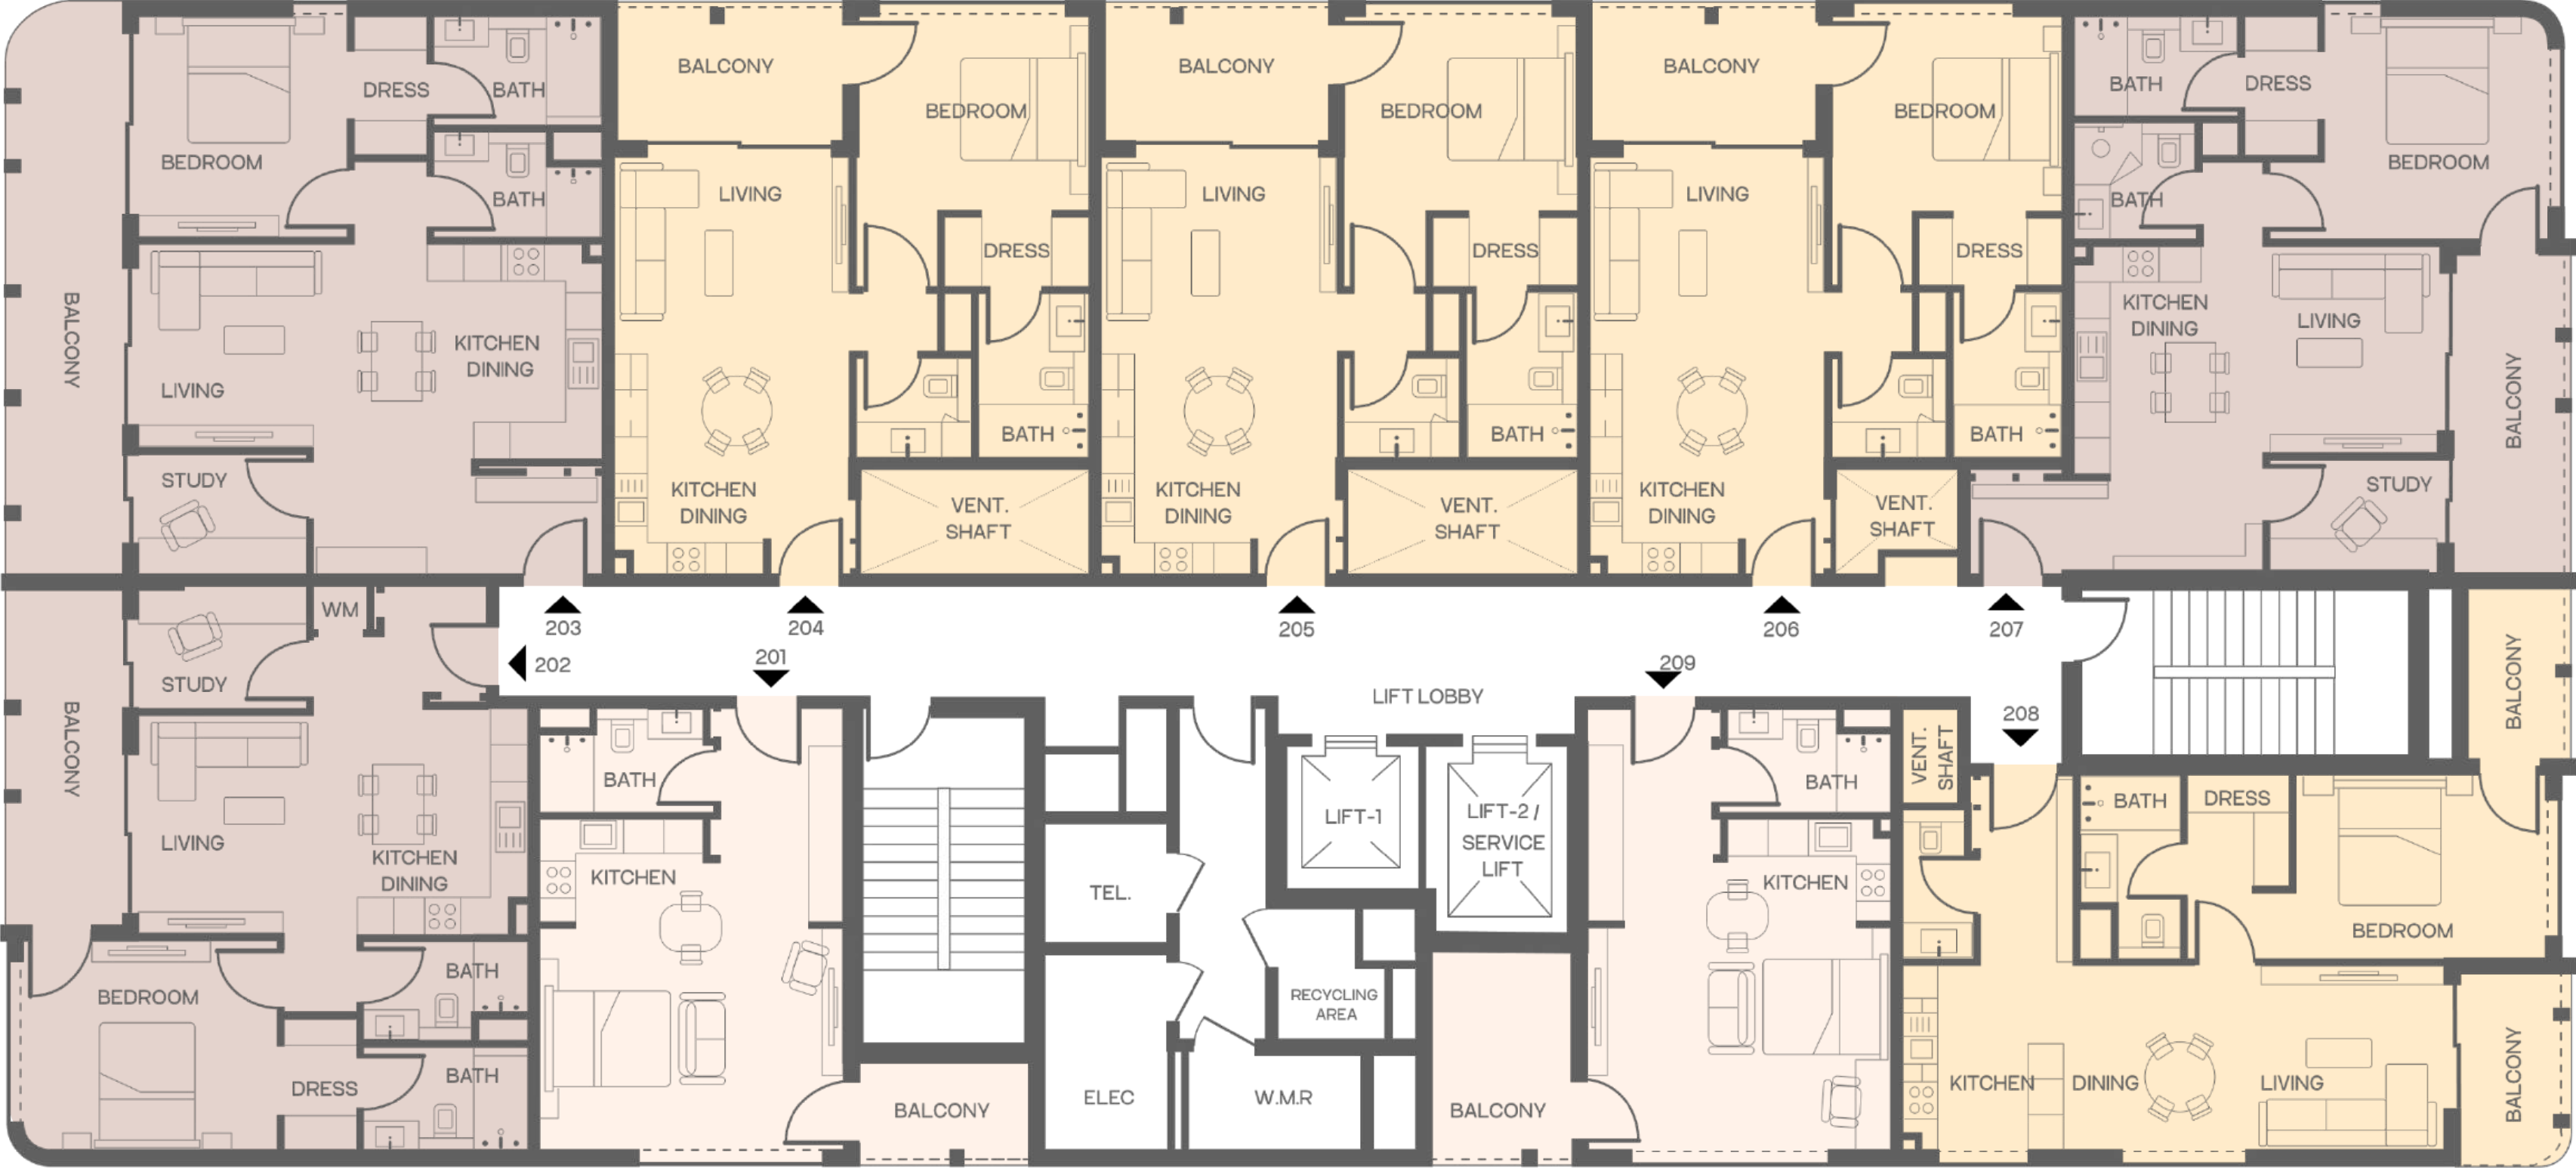 BALCONY
BEDROOM
DRESS
BATH
BATH
LIVING
KITCHEN
DINING
STUDY
BALCONY
BEDROOM
LIVING
DRESS
BATH
KITCHEN
DINING
VENT.
SHAFT
BALCONY
BEDROOM
LIVING
DRESS
BATH
KITCHEN
DINING
VENT.
SHAFT
BALCONY
BEDROOM
LIVING
DRESS
BATH
KITCHEN
DINING
VENT.
SHAFT
BATH
DRESS
BEDROOM
BATH
KITCHEN
DINING
LIVING
STUDY
BALCONY
203
204
205
206
207
202
201
209
208
LIFT LOBBY
WM
STUDY
BALCONY
LIVING
KITCHEN
DINING
BEDROOM
BATH
DRESS
BATH
BATH
KITCHEN
BALCONY
TEL.
ELEC
LIFT-1
LIFT-2 /
SERVICE
LIFT
RECYCLING
AREA
W.M.R
BALCONY
BATH
KITCHEN
VENT.
SHAFT
BATH
DRESS
BEDROOM
BALCONY
KITCHEN
DINING
LIVING
BALCONY